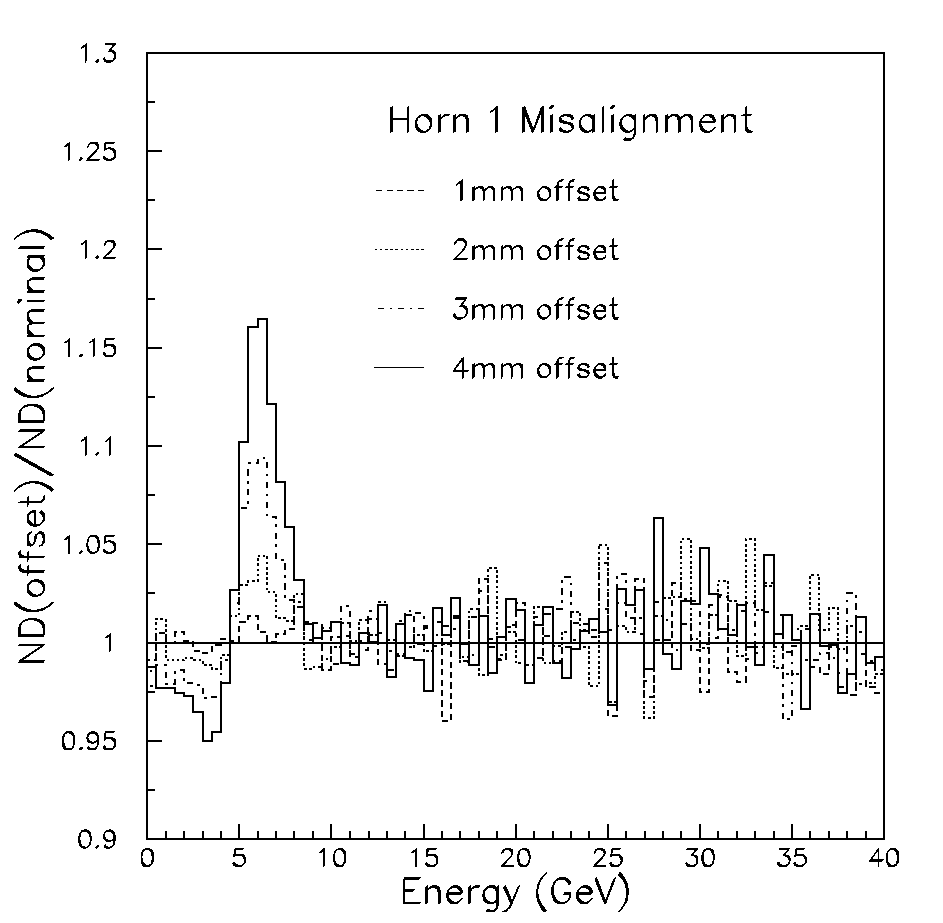 Horn 1 Misalignment
1mm offset
2mm offset
3mm offset
4mm offset
ND(offset)/ND(nominal)
1.3
1.25
1.2
1.15
1.1
1.05
1
0.95
0.9
0 5 10 15 20 25 30 35 40
Energy (GeV)